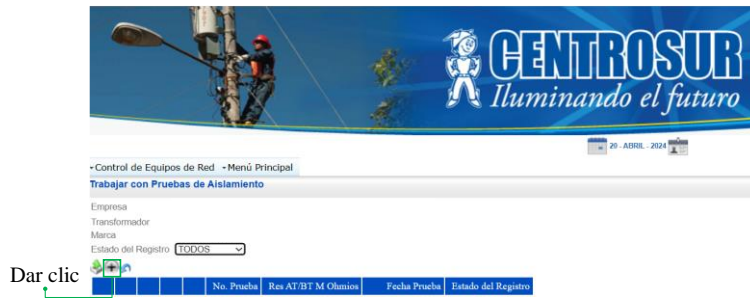 CENTROSUR
Iluminando el futuro
20 - ABRIL - 2024
Control de Equipos de Red Menú Principal
Trabajar con Pruebas de Aislamiento
Empresa
Transformador
Marca
Estado del Registro TODOS
Dar clic
No. Prueba Res AT/BT M Ohmios Fecha Prueba Estado del Registro